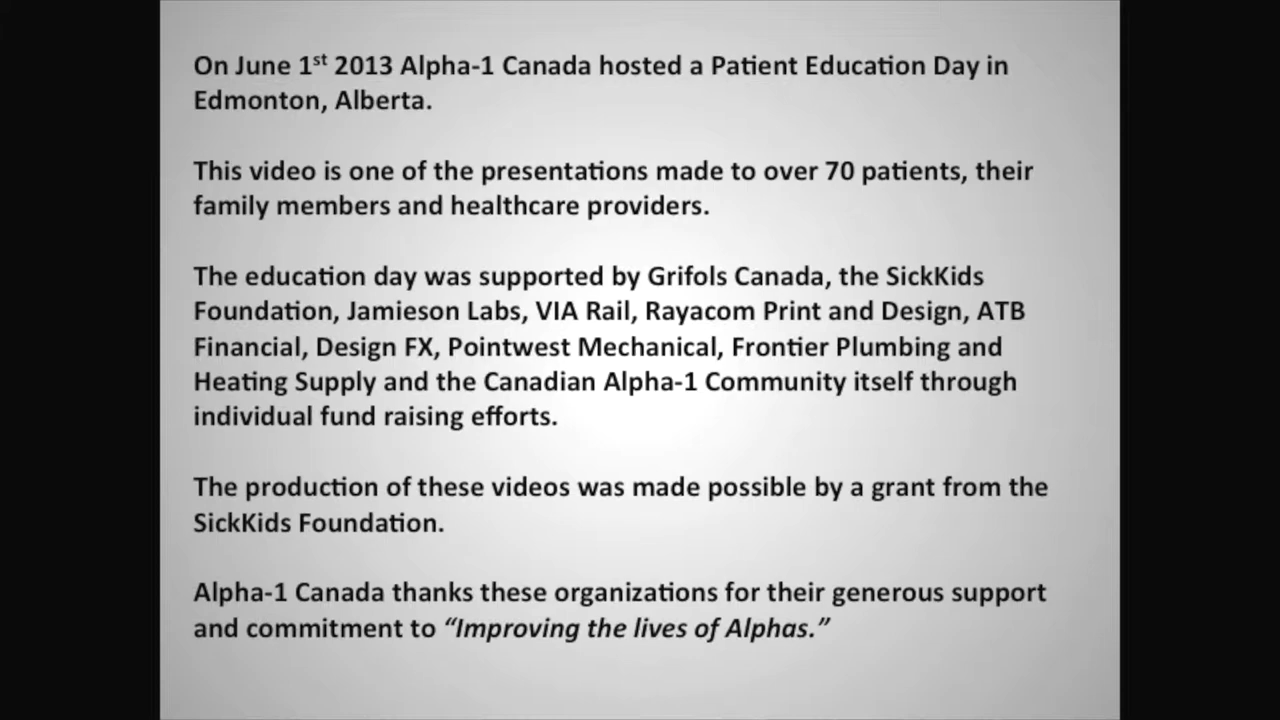 On June 1st 2013 Alpha-1 Canada hosted a Patient Education Day in
Edmonton, Alberta.
This video is one of the presentations made to over 70 patients, their
family members and healthcare providers.
The education day was supported by Grifols Canada, the SickKids
Foundation, Jamieson Labs, VIA Rail, Rayacom Print and Design, ATB
Financial, Design FX, Pointwest Mechanical, Frontier Plumbing and
Heating Supply and the Canadian Alpha-1 Community itself through
individual fund raising efforts.
The production of these videos was made possible by a grant from the
SickKids Foundation.
Alpha-1 Canada thanks these organizations for their generous support
and commitment to “Improving the lives of Alphas.”